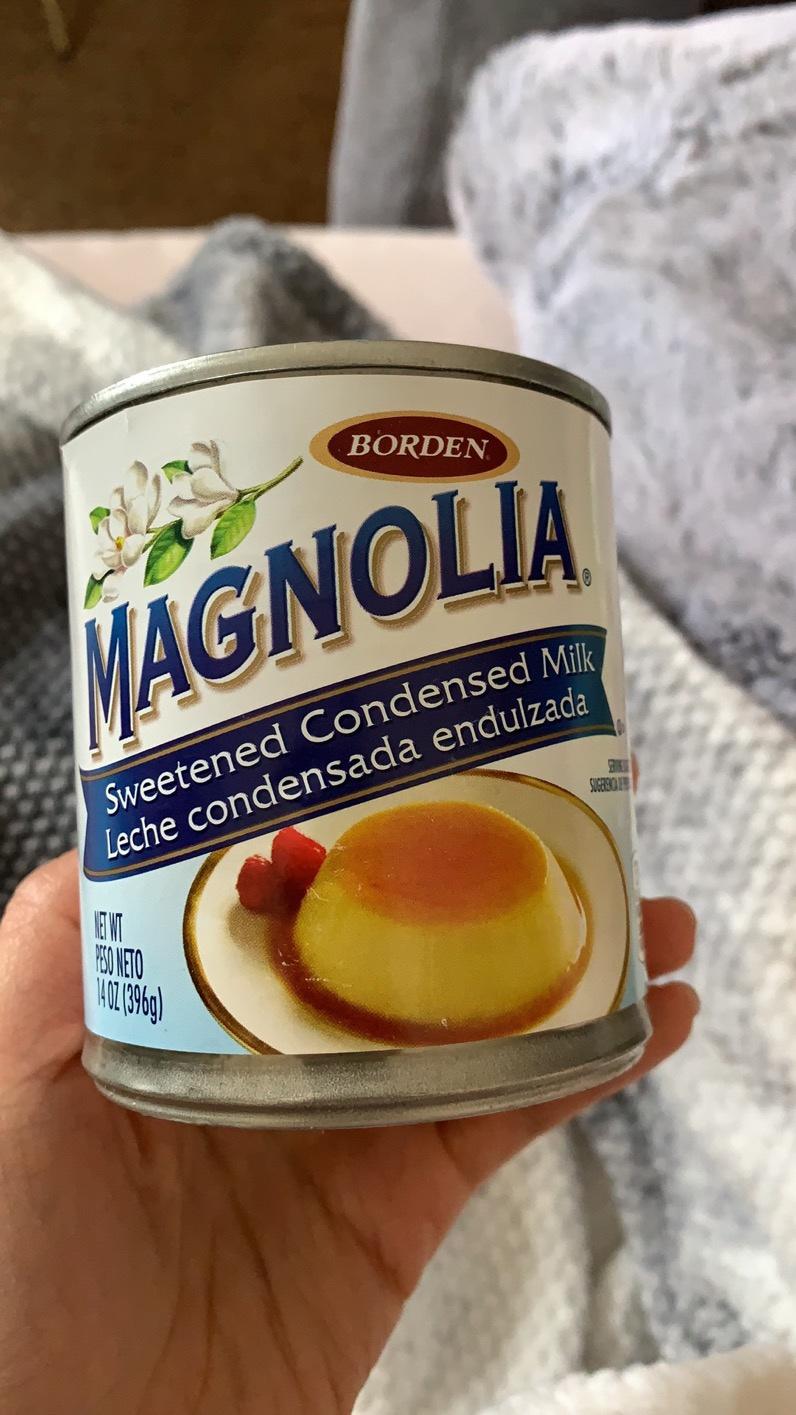 BORDEN
MAGNOLIA®
Sweetened Condensed Milk
Leche condensada endulzada
NET WT
PESO NETO
14 OZ (396g)